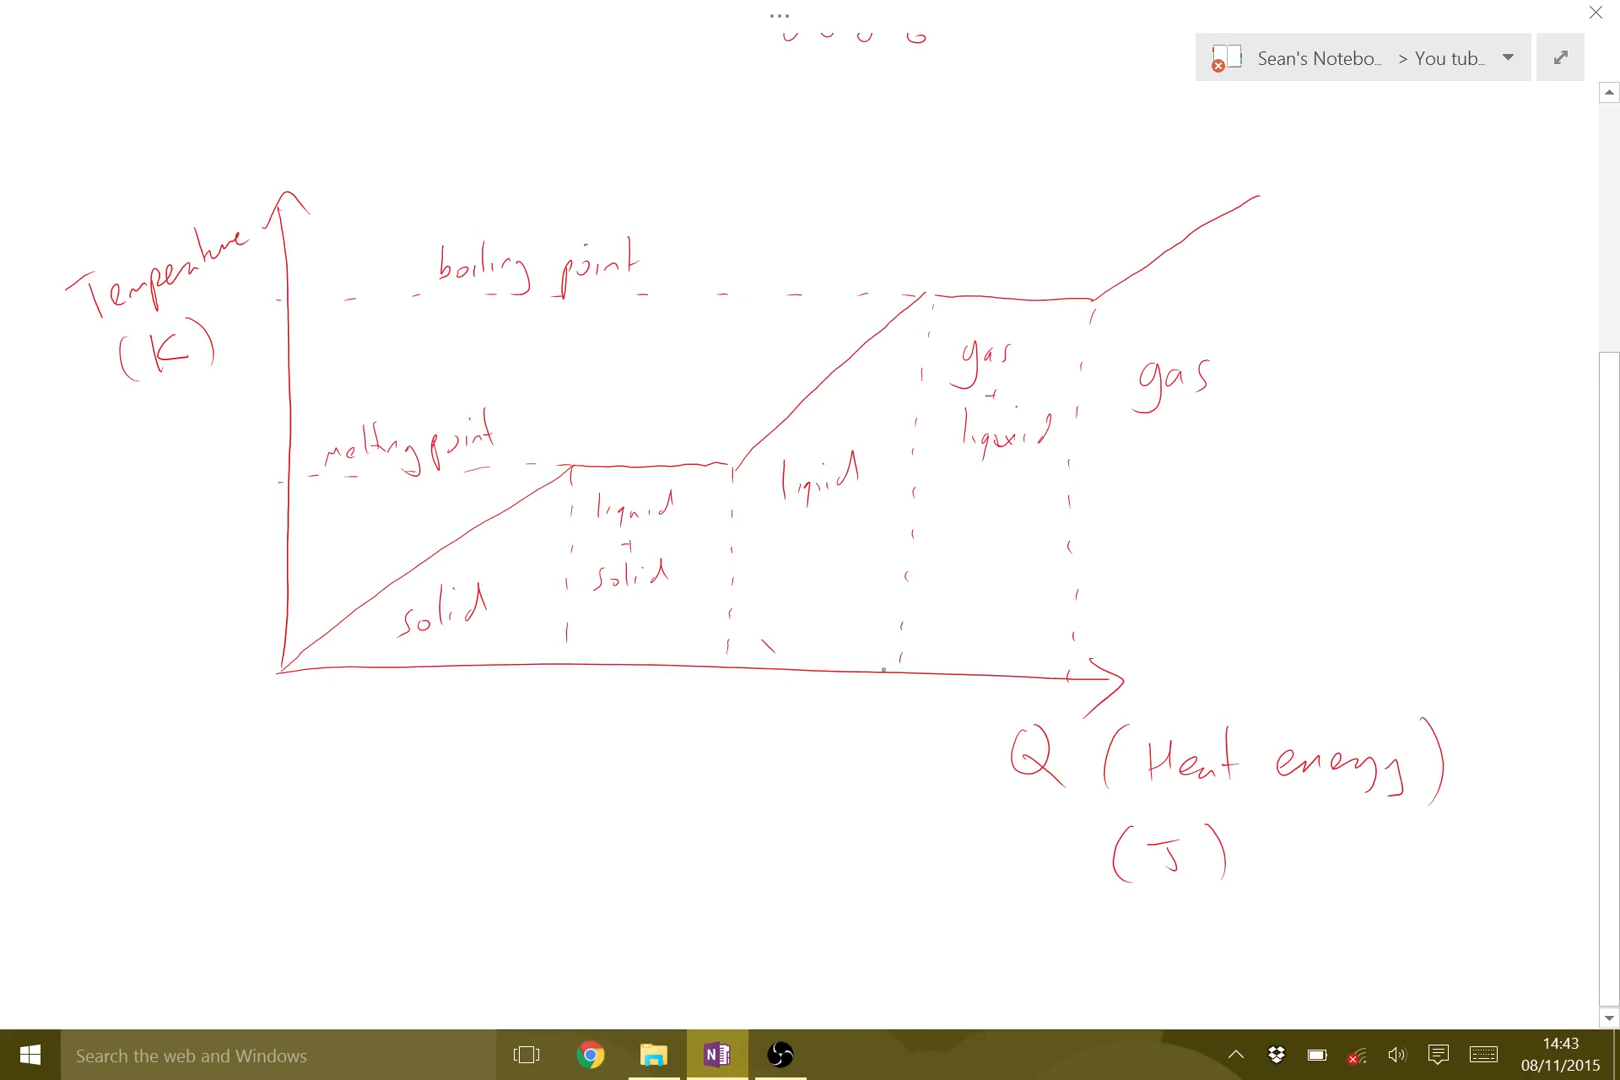 Sean's Notebo... > You tub...
Temperature
(K)
boiling point
melting point
solid
liquid
+
solid
liquid
gas
+
liquid
gas
Q (Heat energy)
(J)
Search the web and Windows
14:43
08/11/2015